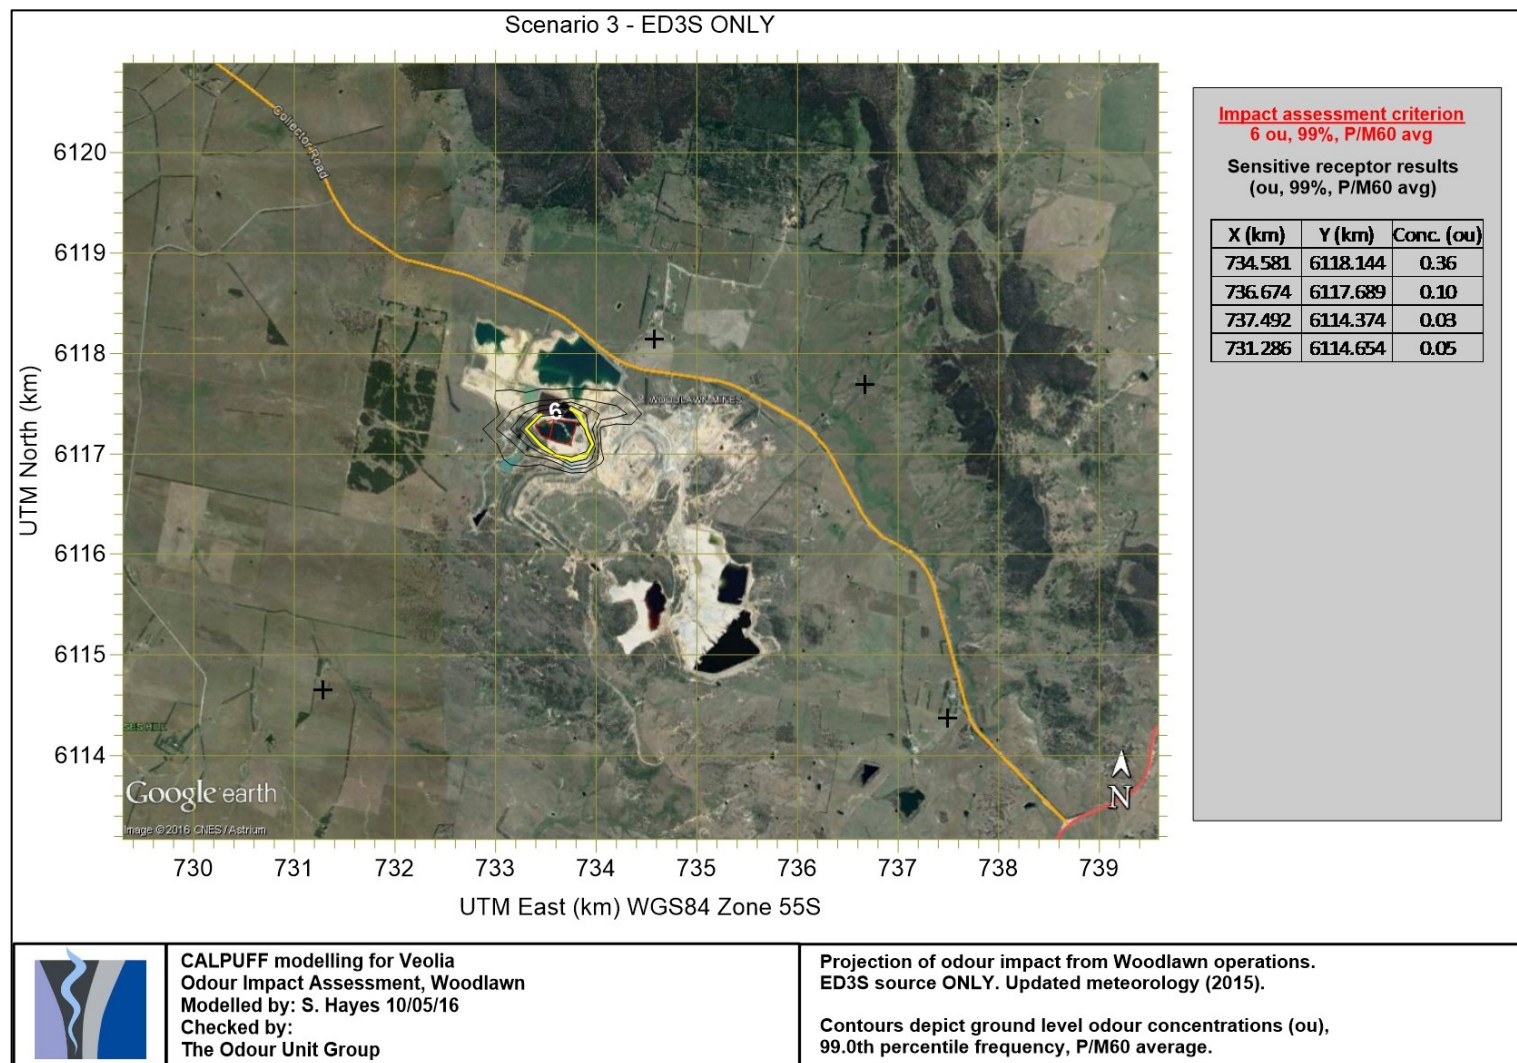 Scenario 3 - ED3S ONLY
Collector Road
WOODLAWN MINES
6
6120
6119
6118
6117
6116
6115
6114
UTM North (km)
Google earth
Image © 2016 CNES / Astrium
N
730 731 732 733 734 735 736 737 738 739
UTM East (km) WGS84 Zone 55S
Impact assessment criterion
6 ou, 99%, P/M60 avg
Sensitive receptor results
(ou, 99%, P/M60 avg)
X (km) Y (km) Conc. (ou)
734.581 6118.144 0.36
736.674 6117.689 0.10
737.492 6114.374 0.03
731.286 6114.654 0.05
CALPUFF modelling for Veolia
Odour Impact Assessment, Woodlawn
Modelled by: S. Hayes 10/05/16
Checked by:
The Odour Unit Group
Projection of odour impact from Woodlawn operations.
ED3S source ONLY. Updated meteorology (2015).
Contours depict ground level odour concentrations (ou),
99.0th percentile frequency, P/M60 average.